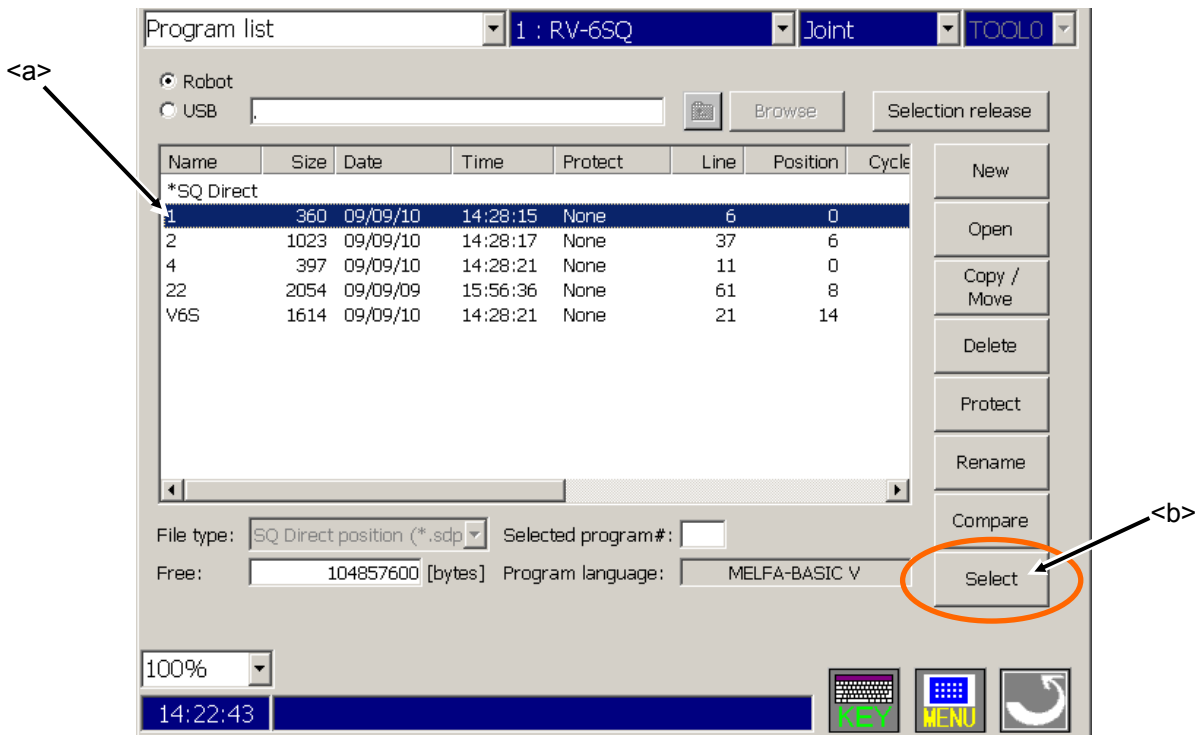 Program list 1 : RV-6SQ Joint TOOL0
<a>
Robot
USB . Browse Selection release
Name Size Date Time Protect Line Position Cycle
*SQ Direct
1 360 09/09/10 14:28:15 None 6 0
2 1023 09/09/10 14:28:17 None 37 6
4 397 09/09/10 14:28:21 None 11 0
22 2054 09/09/09 15:56:36 None 61 8
V6S 1614 09/09/10 14:28:21 None 21 14
New
Open
Copy /
Move
Delete
Protect
Rename
Compare
<b>
Select
File type: SQ Direct position (*.sdp Selected program#:
Free: 104857600 [bytes] Program language: MELFA-BASIC V
100%
14:22:43
KEY MENU